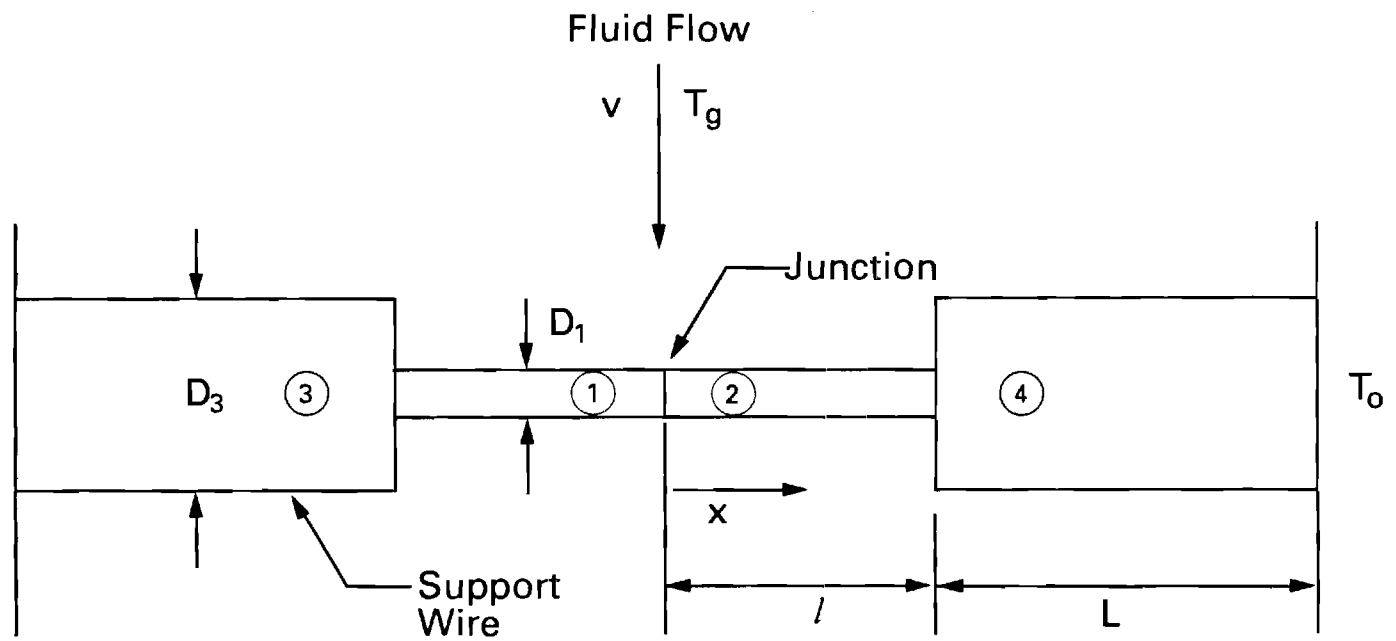 Fluid Flow
v
T_g
Junction
D_1
D_3
3
1
2
4
T_o
x
Support
Wire
l
L